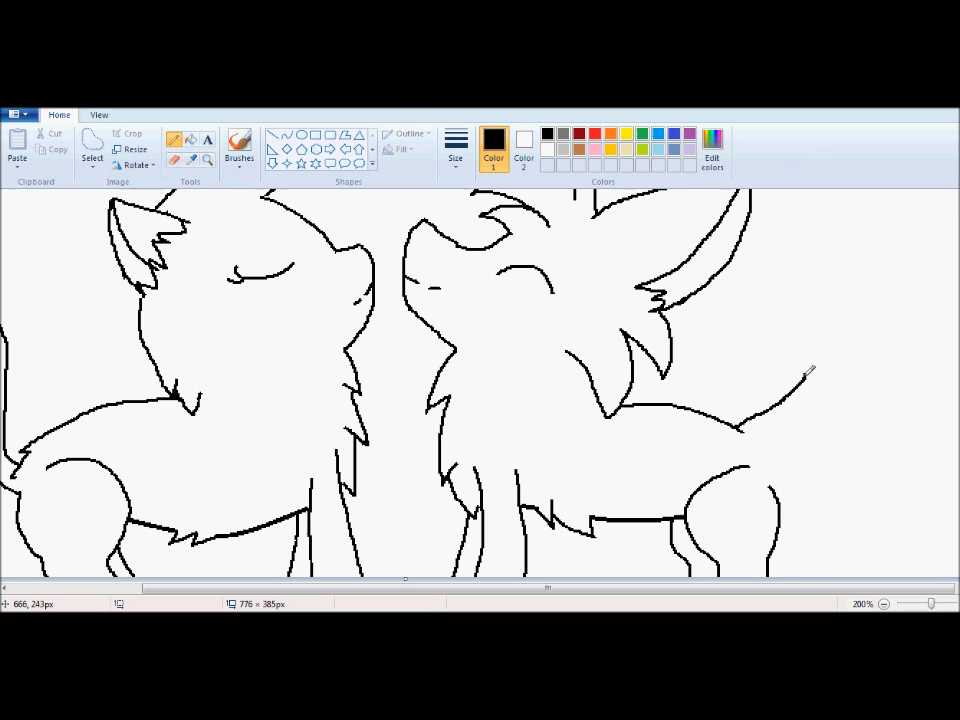 Home View
Paste
Cut
Copy
Clipboard
Select
Crop
Resize
Rotate
Image
A
Tools
Brushes
Shapes
Outline
Fill
Size
Color 1
Color 2
Edit colors
Colors
666, 243px
776 × 385px
200%